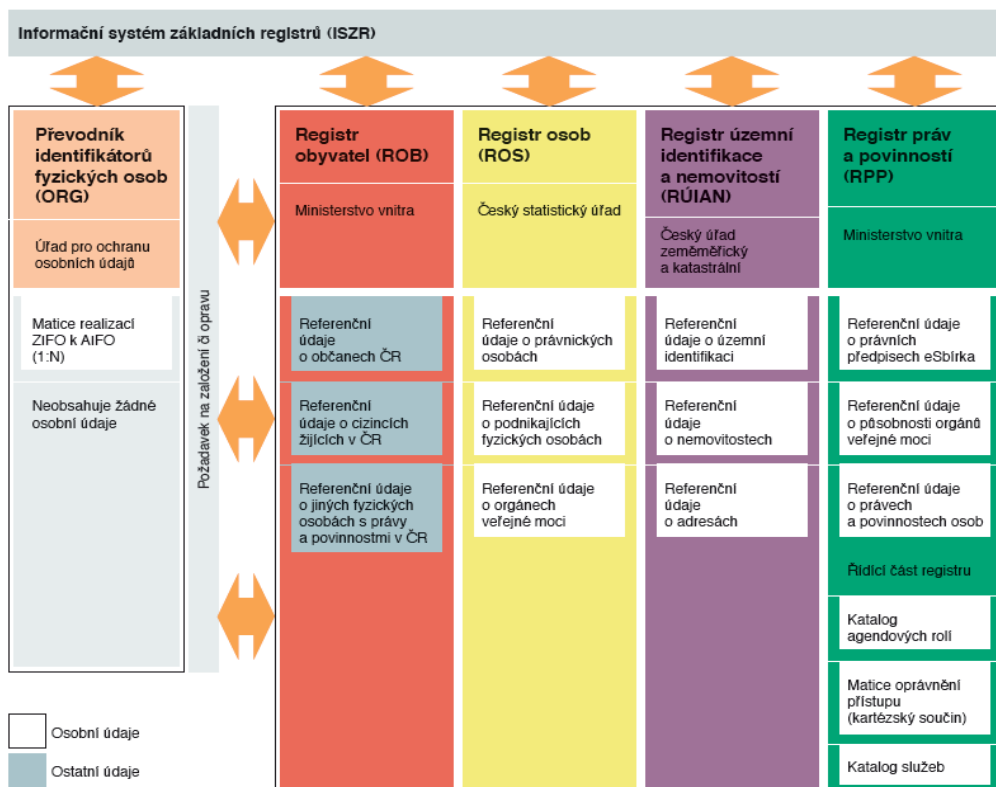 Informační systém základních registrů (ISZR)
Převodník
identifikátorů
fyzických osob
(ORG)
Úřad pro ochranu
osobních údajů
Matice realizací
ZIFO k AIFO
(1:N)
Neobsahuje žádné
osobní údaje
Požadavek na založení či opravu
Registr
obyvatel (ROB)
Ministerstvo vnitra
Referenční
údaje
o občanech ČR
Referenční
údaje o cizincích
žijících v ČR
Referenční údaje
o jiných fyzických
osobách s právy
a povinnostmi v ČR
Registr osob
(ROS)
Český statistický úřad
Referenční
údaje o právnických
osobách
Referenční údaje
o podnikajících
fyzických osobách
Referenční údaje
o orgánech
veřejné moci
Registr územní
identifikace
a nemovitostí
(RÚIAN)
Český úřad
zeměměřický
a katastrální
Referenční
údaje o územní
identifikaci
Referenční
údaje
o nemovitostech
Referenční
údaje
o adresách
Registr práv
a povinností
(RPP)
Ministerstvo vnitra
Referenční údaje
o právních
předpisech eSbírka
Referenční údaje
o působnosti orgánů
veřejné moci
Referenční údaje
o právech
a povinnostech osob
Řídící část registru
Katalog
agendových rolí
Matice oprávnění
přístupu
(kartézský součin)
Katalog služeb
Osobní údaje
Ostatní údaje